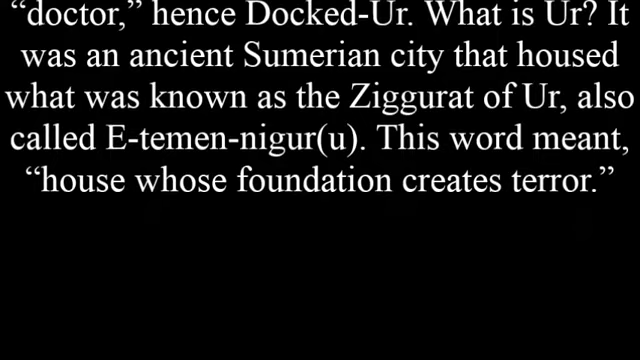 “doctor,” hence Docked-Ur. What is Ur? It
was an ancient Sumerian city that housed
what was known as the Ziggurat of Ur, also
called E-temen-nigur(u). This word meant,
“house whose foundation creates terror.”